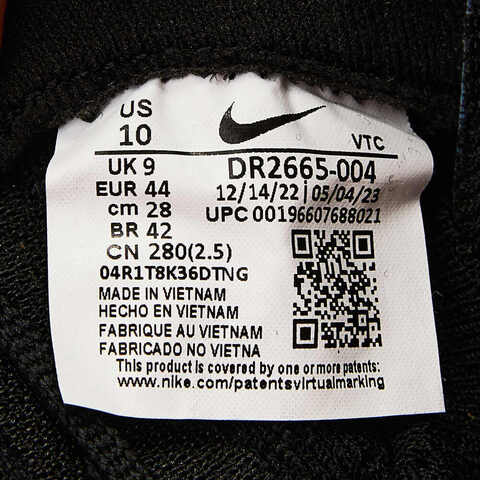 US
10
VTC
UK 9
DR2665-004
EUR 44
12/14/22 | 05/04/23
cm 28
UPC 00196607688021
BR 42
CN 280(2.5)
04R1T8K36DTNG
MADE IN VIETNAM
HECHO EN VIETNAM
FABRIQUE AU VIETNAM
FABRICADO NO VIETNA
This product is covered by one or more patents:
www.nike.com/patentsvirtualmarking